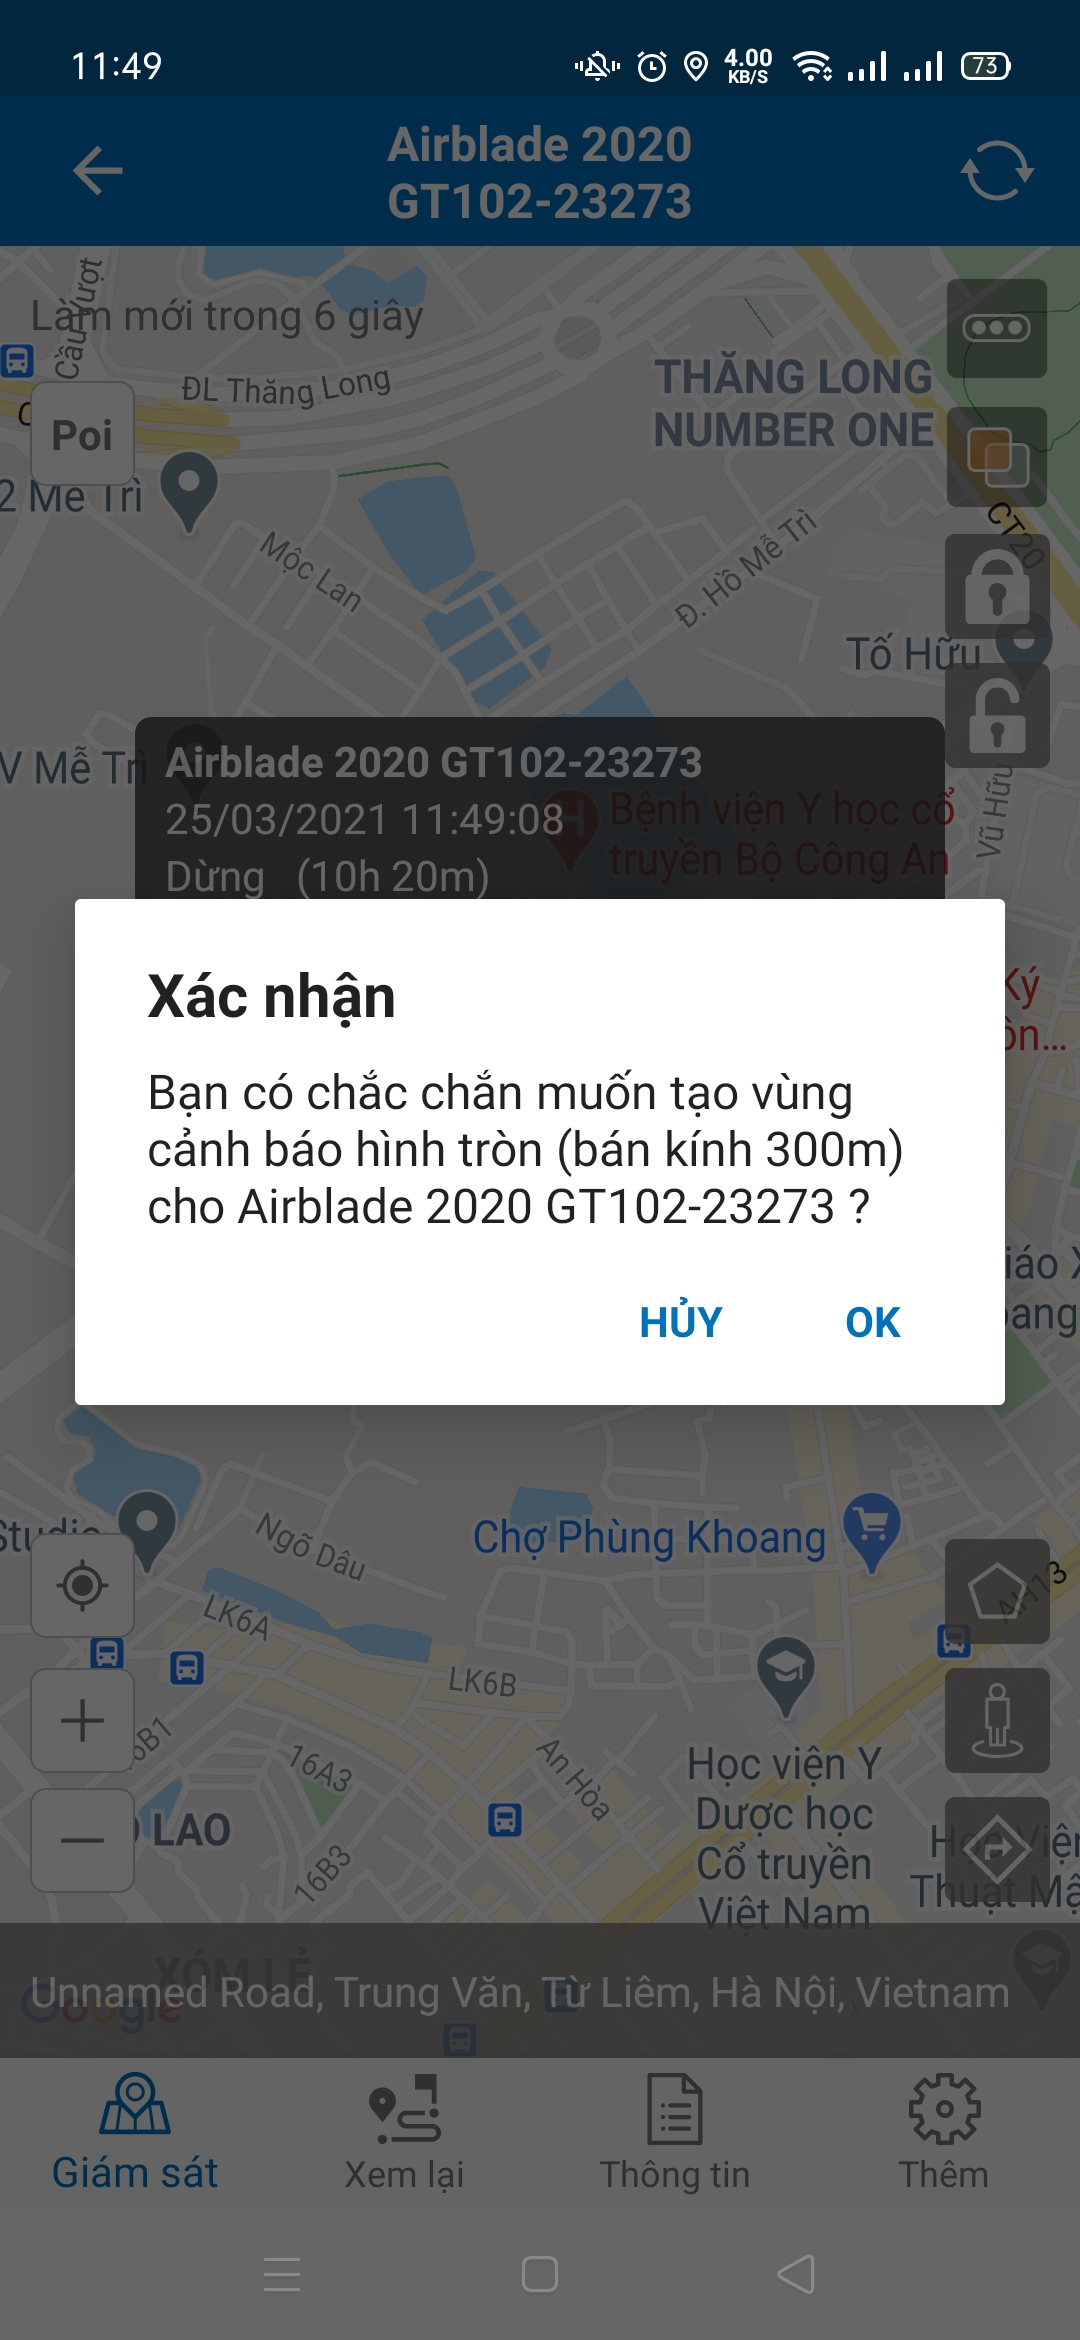 11:49
4.00
KB/S
73
Airblade 2020
GT102-23273
Làm mới trong 6 giây
Cầu Vượt
ĐL Thăng Long
THĂNG LONG
NUMBER ONE
Poi
2 Mễ Trì
CT20
Mộc Lan
Đ. Hồ Mễ Trì
Tố Hữu
V Mễ Trì
Airblade 2020 GT102-23273
25/03/2021 11:49:08
Dừng (10h 20m)
Bệnh viện Y học cổ
truyền Bộ Công An
Vũ Hữu
Ký
Xác nhận
Bạn có chắc chắn muốn tạo vùng
cảnh báo hình tròn (bán kính 300m)
cho Airblade 2020 GT102-23273 ?
HỦY
OK
Studio
Ngõ Dâu
Chợ Phùng Khoang
AH13
LK6A
LK6B
16B1
16A3
An Hòa
LAO
16B3
Học viện Y
Dược học
Cổ truyền
Việt Nam
Học Viện
Thuật Mậ
XÓM LẺ
Unnamed Road, Trung Văn, Từ Liêm, Hà Nội, Vietnam
Google
Giám sát
Xem lại
Thông tin
Thêm